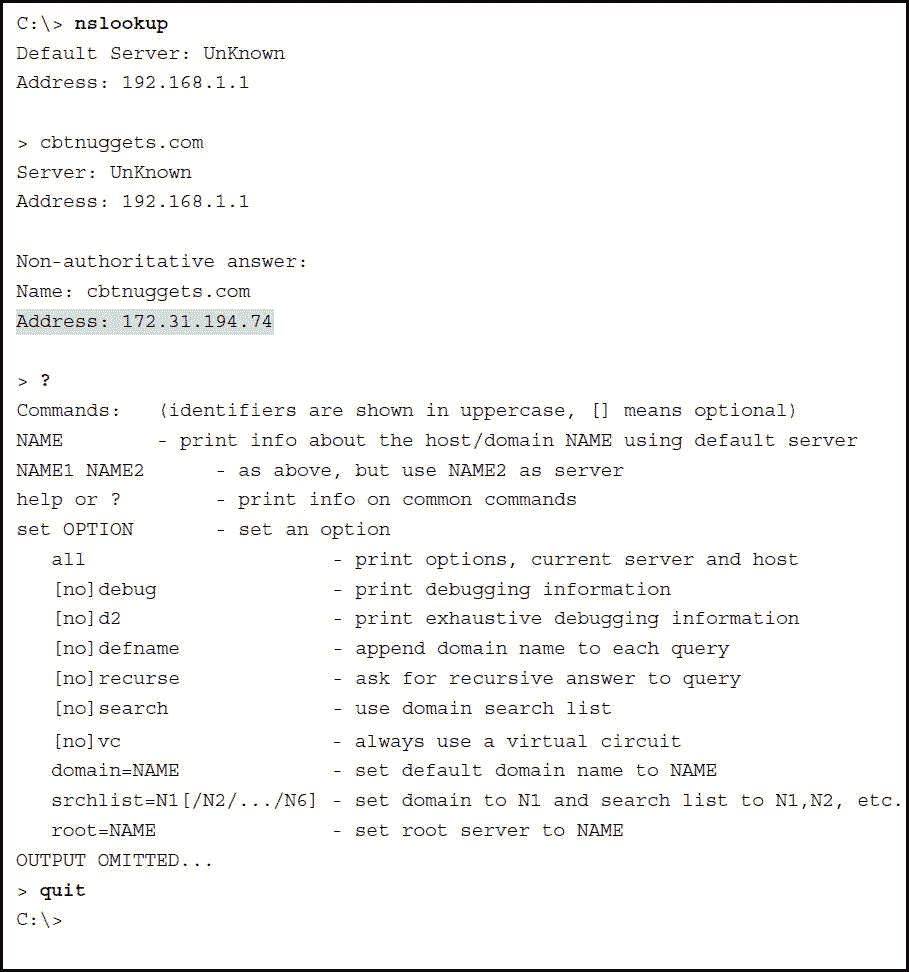 C:\> nslookup
Default Server: UnKnown
Address: 192.168.1.1
> cbtnuggets.com
Server: UnKnown
Address: 192.168.1.1
Non-authoritative answer:
Name: cbtnuggets.com
Address: 172.31.194.74
> ?
Commands: (identifiers are shown in uppercase, [] means optional)
NAME - print info about the host/domain NAME using default server
NAME1 NAME2 - as above, but use NAME2 as server
help or ? - print info on common commands
set OPTION - set an option
all - print options, current server and host
[no]debug - print debugging information
[no]d2 - print exhaustive debugging information
[no]defname - append domain name to each query
[no]recurse - ask for recursive answer to query
[no]search - use domain search list
[no]vc - always use a virtual circuit
domain=NAME - set default domain name to NAME
srchlist=N1[/N2/.../N6] - set domain to N1 and search list to N1,N2, etc.
root=NAME - set root server to NAME
OUTPUT OMITTED...
> quit
C:\>